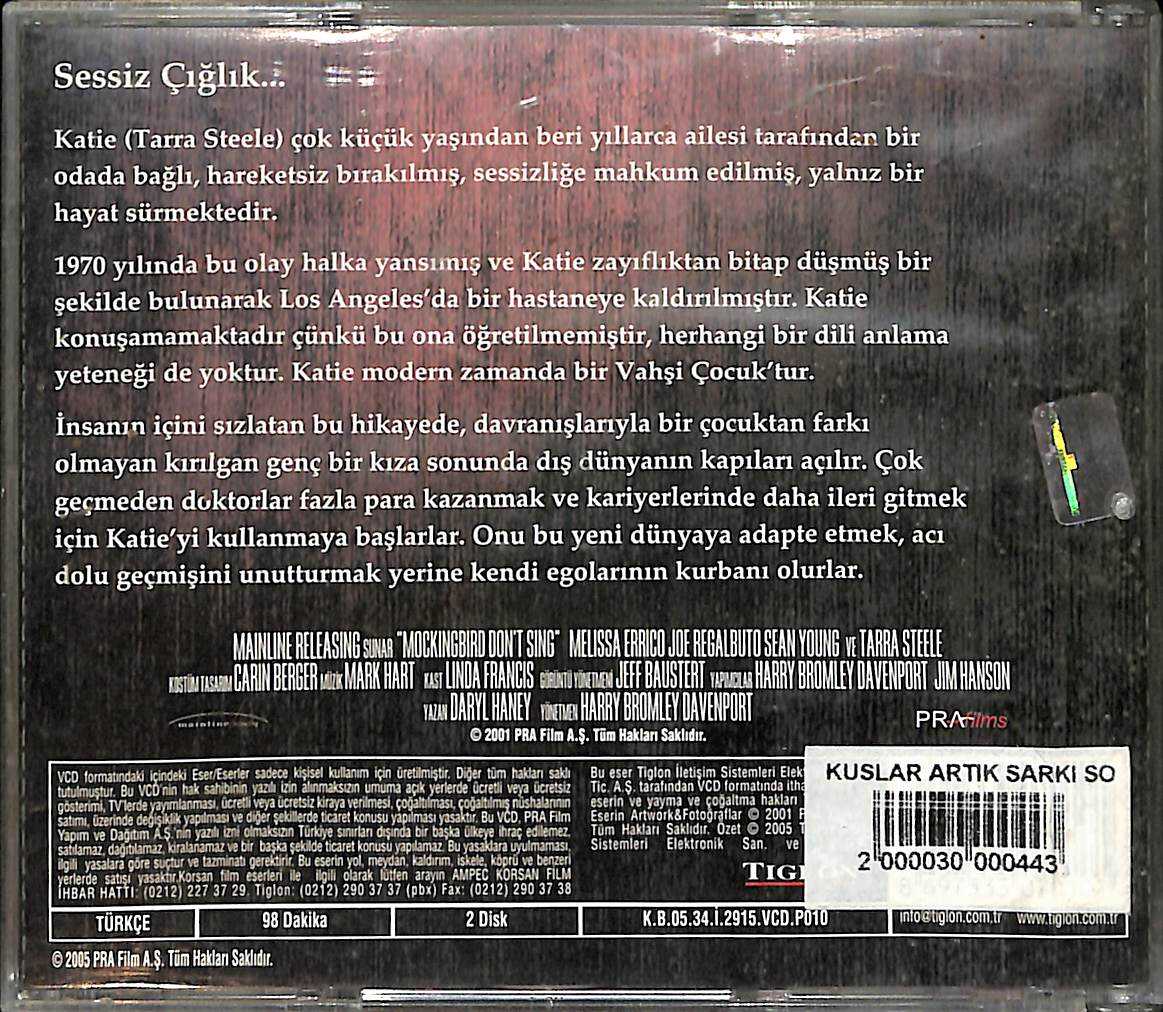 Sessiz Çığlık...
Katie (Tarra Steele) çok küçük yaşından beri yıllarca ailesi tarafından bir
odada bağlı, hareketsiz bırakılmış, sessizliğe mahkum edilmiş, yalnız bir
hayat sürmektedir.
1970 yılında bu olay halka yansımış ve Katie zayıflıktan bitap düşmüş bir
şekilde bulunarak Los Angeles'da bir hastaneye kaldırılmıştır. Katie
konuşamamaktadır çünkü bu ona öğretilmemiştir, herhangi bir dili anlama
yeteneği de yoktur. Katie modern zamanda bir Vahşi Çocuk'tur.
İnsanın içini sızlatan bu hikayede, davranışlarıyla bir çocuktan farkı
olmayan kırılgan genç bir kıza sonunda dış dünyanın kapıları açılır. Çok
geçmeden doktorlar fazla para kazanmak ve kariyerlerinde daha ileri gitmek
için Katie'yi kullanmaya başlarlar. Onu bu yeni dünyaya adapte etmek, acı
dolu geçmişini unutturmak yerine kendi egolarının kurbanı olurlar.
MAINLINE RELEASING SUNAR "MOCKINGBIRD DON'T SING" MELISSA ERRICO JOE REGALBUTO SEAN YOUNG VE TARRA STEELE
KOSTÜM TASARIM CARIN BERGER MÜZİK MARK HART KAST LINDA FRANCIS GÖRÜNTÜ YÖNETMENİ JEFF BAUSTERT YAPIMCILAR HARRY BROMLEY DAVENPORT JIM HANSON
YAZAN DARYL HANEY YÖNETMEN HARRY BROMLEY DAVENPORT
mainline
PRA films
© 2001 PRA Film A.Ş. Tüm Hakları Saklıdır.
VCD formatındaki içindeki Eser/Eserler sadece kişisel kullanım için üretilmiştir. Diğer tüm hakları saklı
tutulmuştur. Bu VCD'nin hak sahibinin yazılı izin alınmaksızın umuma açık yerlerde ücretli veya ücretsiz
gösterimi, TV'lerde yayımlanması, ücretli veya ücretsiz kiraya verilmesi, çoğaltılması, çoğaltılmış nüshalarının
satımı, üzerinde değişiklik yapılması ve diğer şekillerde ticaret konusu yapılması yasaktır. Bu VCD, PRA Film
Yapım ve Dağıtım A.Ş.'nin yazılı izni olmaksızın Türkiye sınırları dışında bir başka ülkeye ihraç edilemez,
satılamaz, dağıtılamaz, kiralanamaz ve bir başka şekilde ticaret konusu yapılamaz. Bu yasaklara uyulmaması,
ilgili yasalara göre suçtur ve tazminatı gerektirir. Bu eserin yol, meydan, kaldırım, iskele, köprü ve benzeri
yerlerde satışı yasaktır.Korsan film eserleri ile ilgili olarak lütfen arayın AMPEC KORSAN FİLM
İHBAR HATTI: (0212) 227 37 29. Tiglon: (0212) 290 37 37 (pbx) Fax: (0212) 290 37 38
Bu eser Tiglon İletişim Sistemleri Elek
Tic. A.Ş. tarafından VCD formatında itha
eserin ve yayma ve çoğaltma hakları
Eserin Artwork&Fotoğraflar © 2001
Tüm Hakları Saklıdır. Özet © 2005 T
Sistemleri Elektronik San. ve
TIGLON
KUSLAR ARTIK SARKI SO
2 000030 000443
TÜRKÇE
98 Dakika
2 Disk
K.B.05.34.İ.2915.VCD.P010
info@tiglon.com.tr www.tiglon.com.tr
© 2005 PRA Film A.Ş. Tüm Hakları Saklıdır.